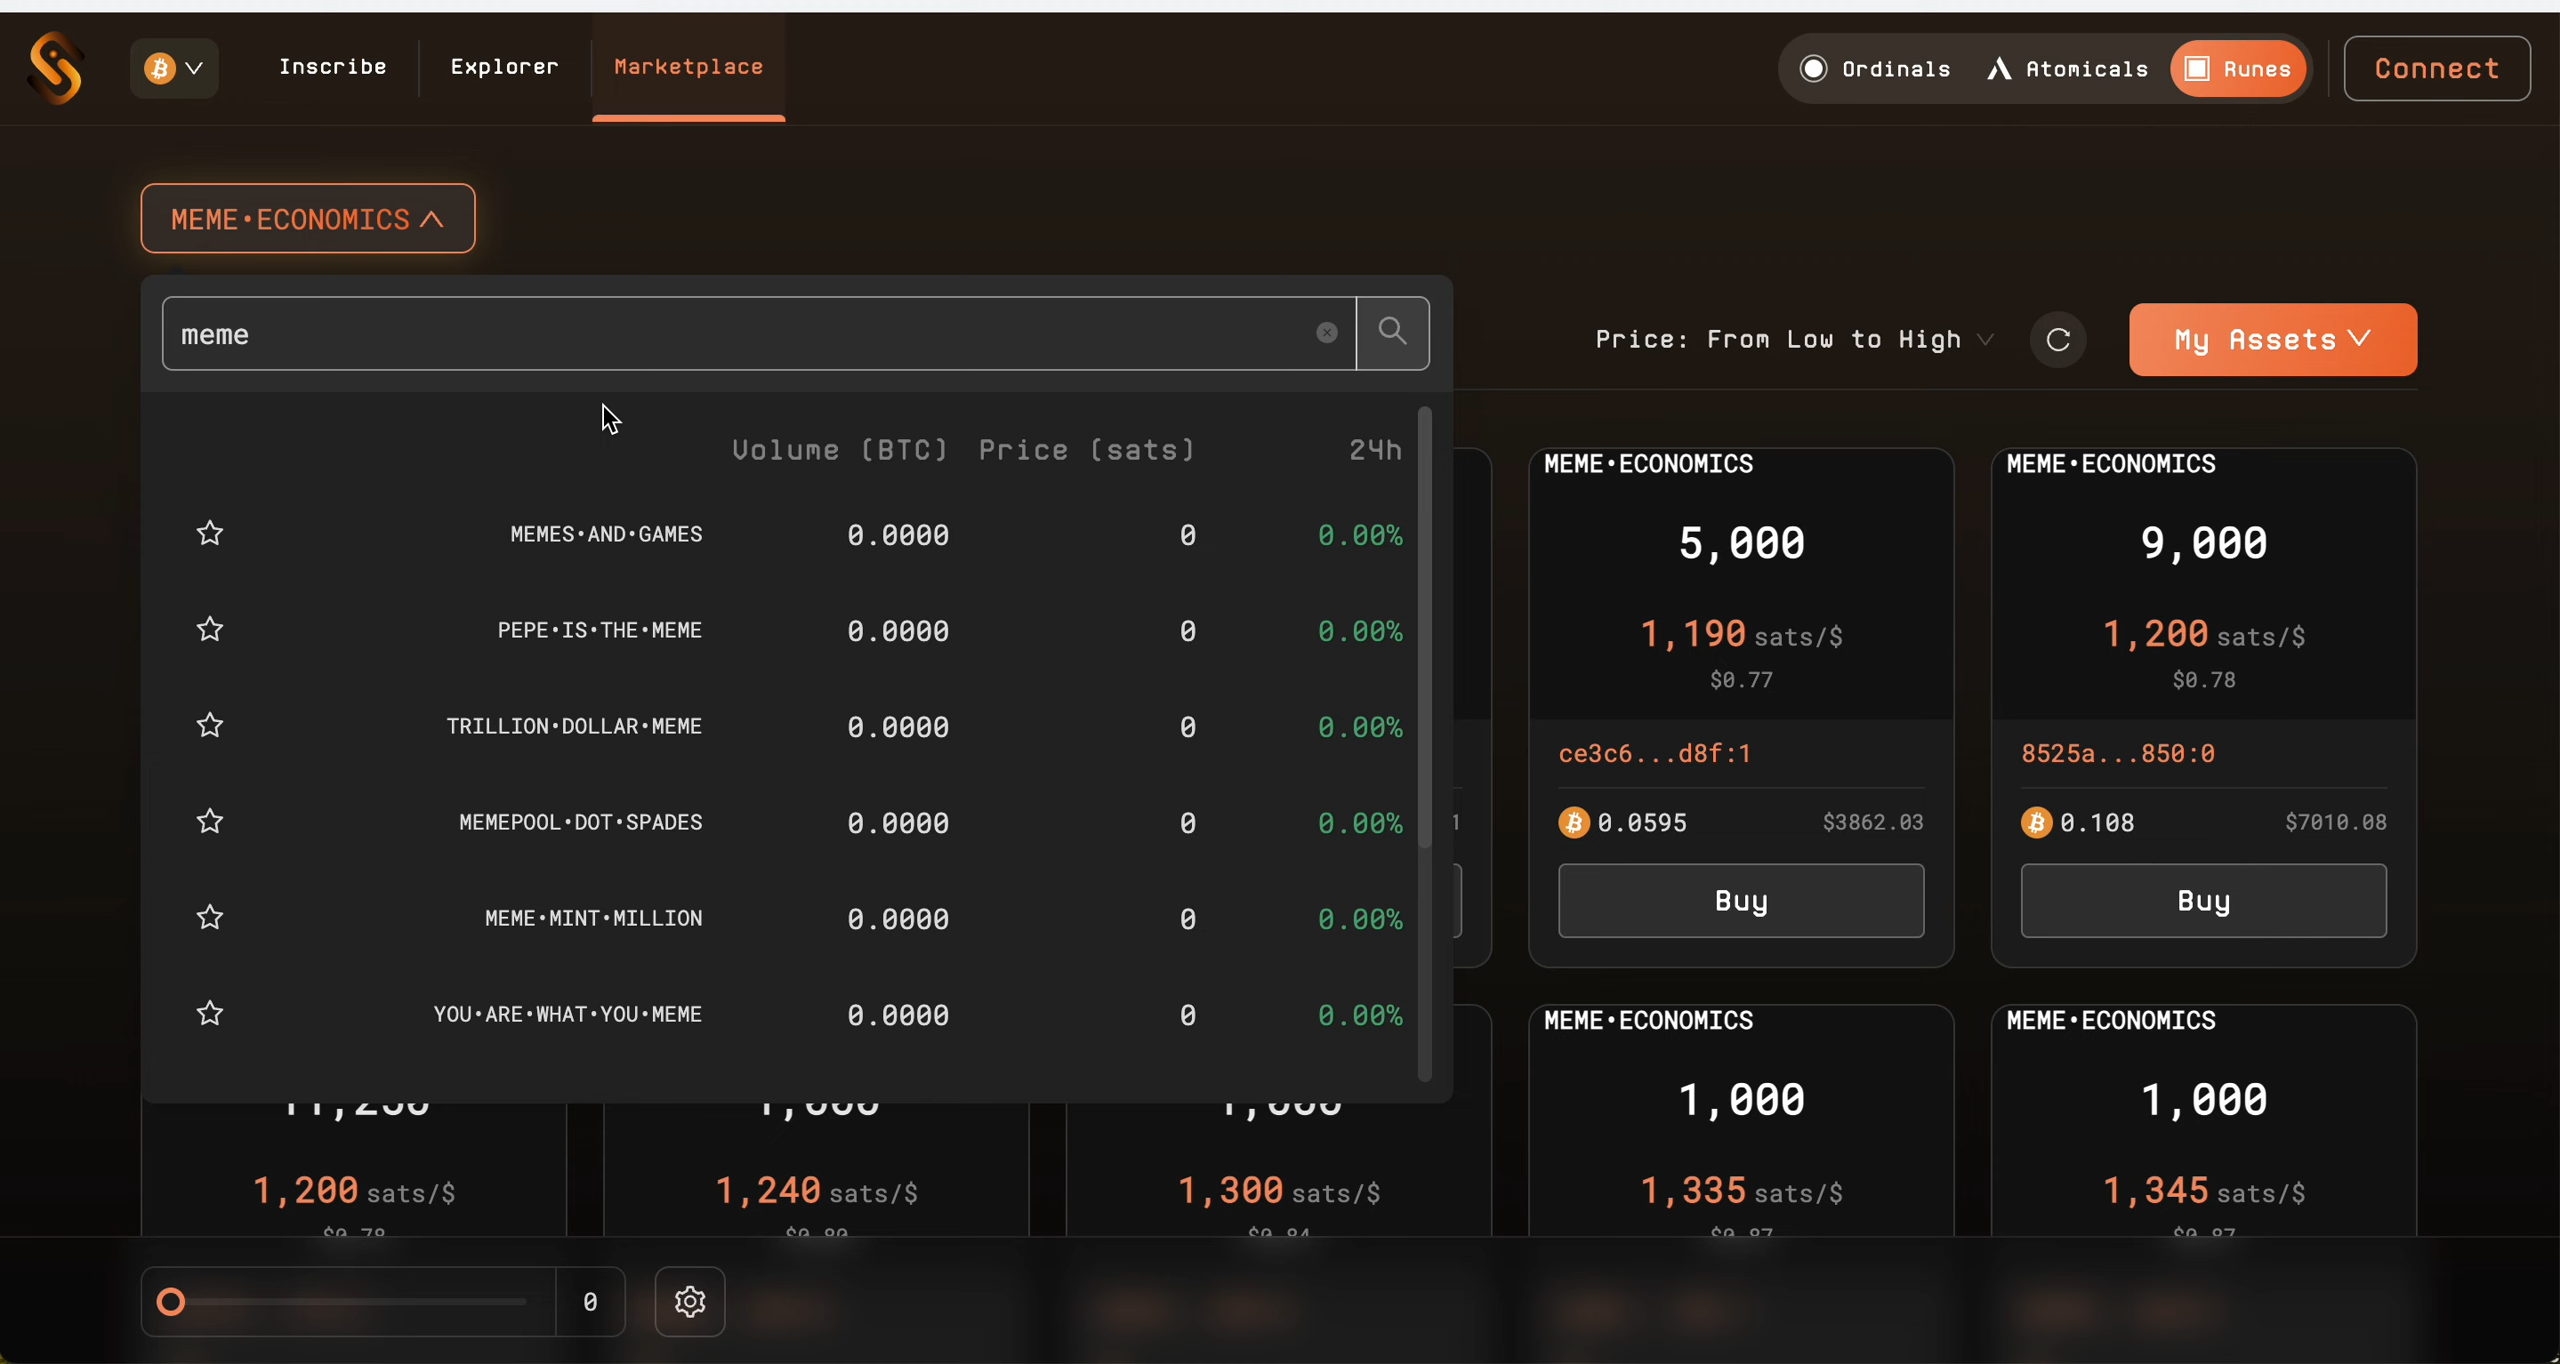 Inscribe
Explorer
Marketplace
Ordinals
Atomicals
Runes
Connect
MEME•ECONOMICS
meme
Price: From Low to High
My Assets
Volume (BTC) Price (sats) 24h
MEMES•AND•GAMES 0.0000 0 0.00%
PEPE•IS•THE•MEME 0.0000 0 0.00%
TRILLION•DOLLAR•MEME 0.0000 0 0.00%
MEMEPOOL•DOT•SPADES 0.0000 0 0.00%
MEME•MINT•MILLION 0.0000 0 0.00%
YOU•ARE•WHAT•YOU•MEME 0.0000 0 0.00%
MEME•ECONOMICS
5,000
1,190 sats/$
$0.77
ce3c6...d8f:1
0.0595 $3862.03
Buy
MEME•ECONOMICS
9,000
1,200 sats/$
$0.78
8525a...850:0
0.108 $7010.08
Buy
1,200 sats/$
1,240 sats/$
1,300 sats/$
MEME•ECONOMICS
1,000
1,335 sats/$
MEME•ECONOMICS
1,000
1,345 sats/$
0